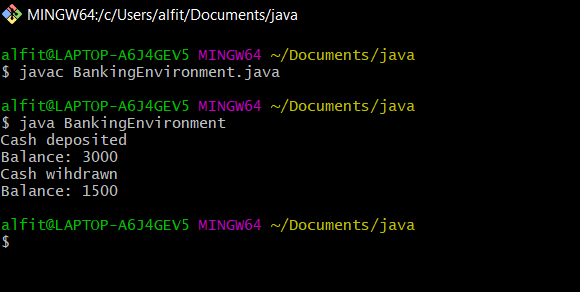 MINGW64:/c/Users/alfit/Documents/java
alfit@LAPTOP-A6J4GEV5 MINGW64 ~/Documents/java
$ javac BankingEnvironment.java
alfit@LAPTOP-A6J4GEV5 MINGW64 ~/Documents/java
$ java BankingEnvironment
Cash deposited
Balance: 3000
Cash wihdrawn
Balance: 1500
alfit@LAPTOP-A6J4GEV5 MINGW64 ~/Documents/java
$